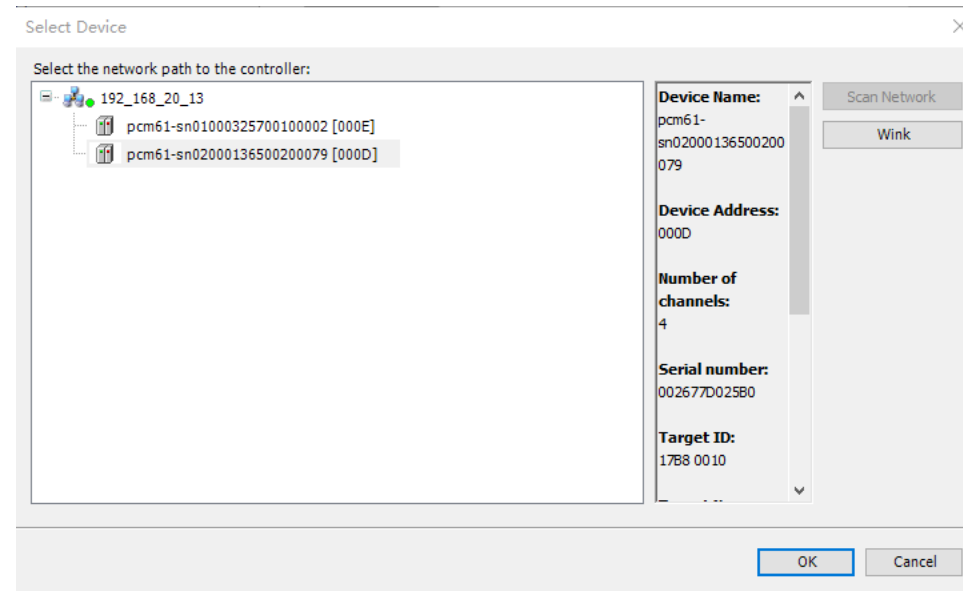 Select Device
Select the network path to the controller:
192_168_20_13
pcm61-sn01000325700100002 [000E]
pcm61-sn02000136500200079 [000D]
Device Name:
pcm61-
sn02000136500200
079
Device Address:
000D
Number of
channels:
4
Serial number:
002677D025B0
Target ID:
17B8 0010
Scan Network
Wink
OK
Cancel